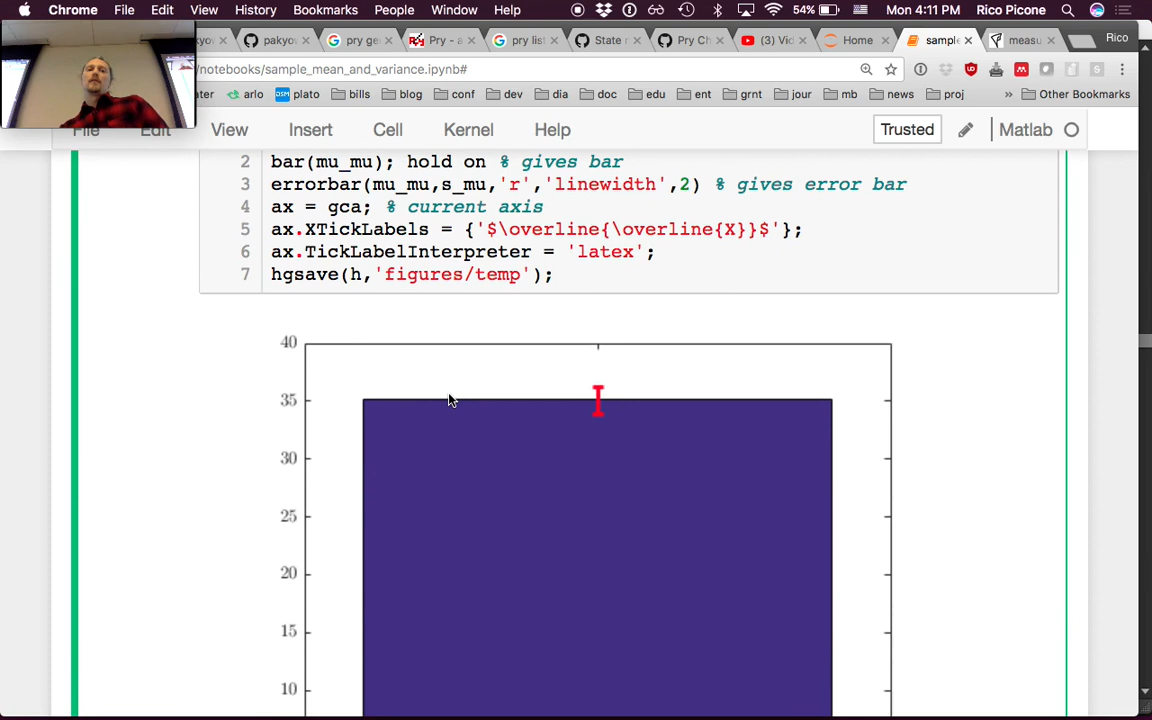 Chrome File Edit View History Bookmarks People Window Help 54% Mon 4:11 PM Rico Picone
pakyov pry ge Pry - a pry list State r Pry Ch (3) Vid Home sampl measu Rico
/notebooks/sample_mean_and_variance.ipynb#
arlo plato bills blog conf dev dia doc edu ent grnt jour mb news proj » Other Bookmarks
File Edit View Insert Cell Kernel Help Trusted Matlab
2 bar(mu_mu); hold on % gives bar
3 errorbar(mu_mu,s_mu,'r','linewidth',2) % gives error bar
4 ax = gca; % current axis
5 ax.XTickLabels = {'$\overline{\overline{X}}$'};
6 ax.TickLabelInterpreter = 'latex';
7 hgsave(h,'figures/temp');
40
35
30
25
20
15
10